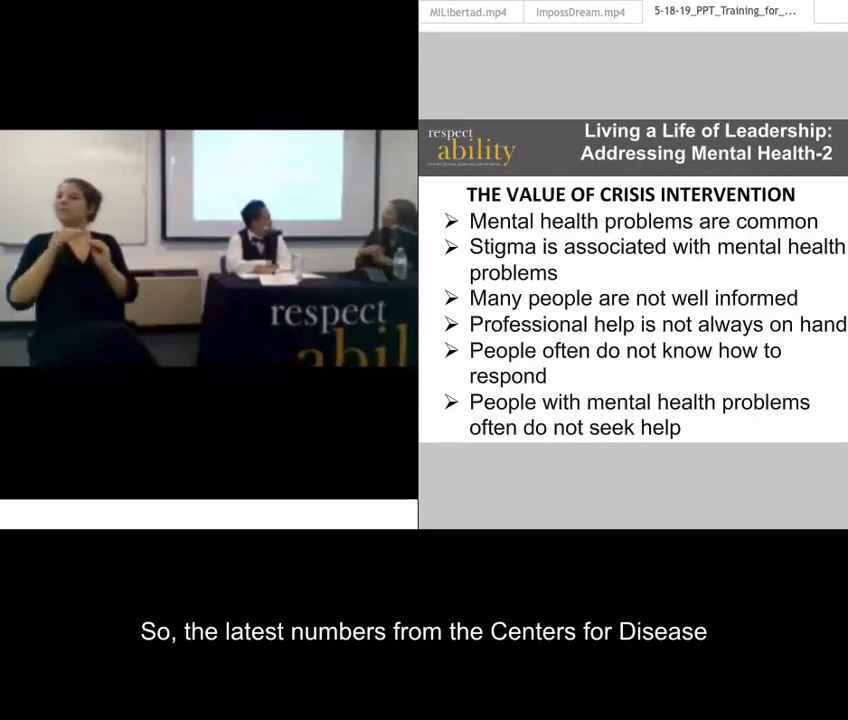 MiLibertad.mp4
ImpossDream.mp4
5-18-19_PPT_Training_for_...
respect
ability
Living a Life of Leadership:
Addressing Mental Health-2
THE VALUE OF CRISIS INTERVENTION
➢ Mental health problems are common
➢ Stigma is associated with mental health
problems
➢ Many people are not well informed
➢ Professional help is not always on hand
➢ People often do not know how to
respond
➢ People with mental health problems
often do not seek help
respect
abil
So, the latest numbers from the Centers for Disease